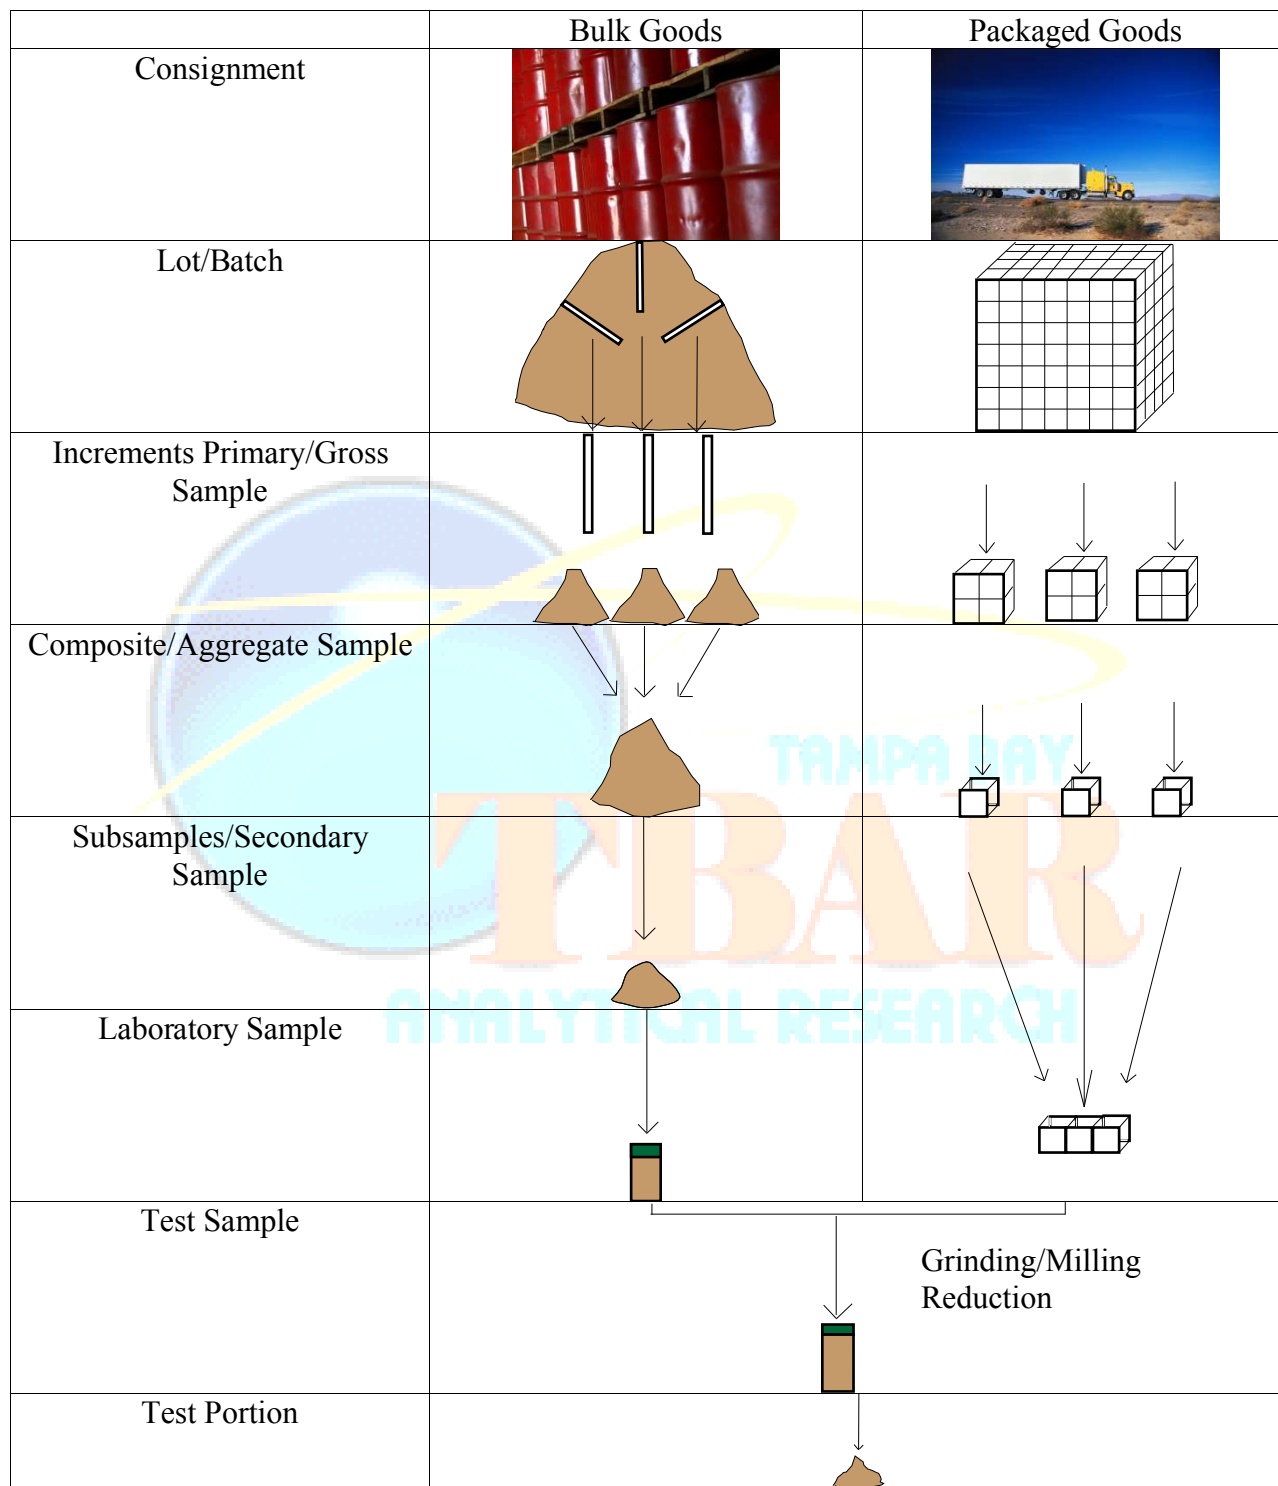 Bulk Goods
Packaged Goods
Consignment
Lot/Batch
Increments Primary/Gross
Sample
Composite/Aggregate Sample
Subsamples/Secondary
Sample
Laboratory Sample
Test Sample
Grinding/Milling
Reduction
Test Portion
TAMPA BAY
TBAR
ANALYTICAL RESEARCH